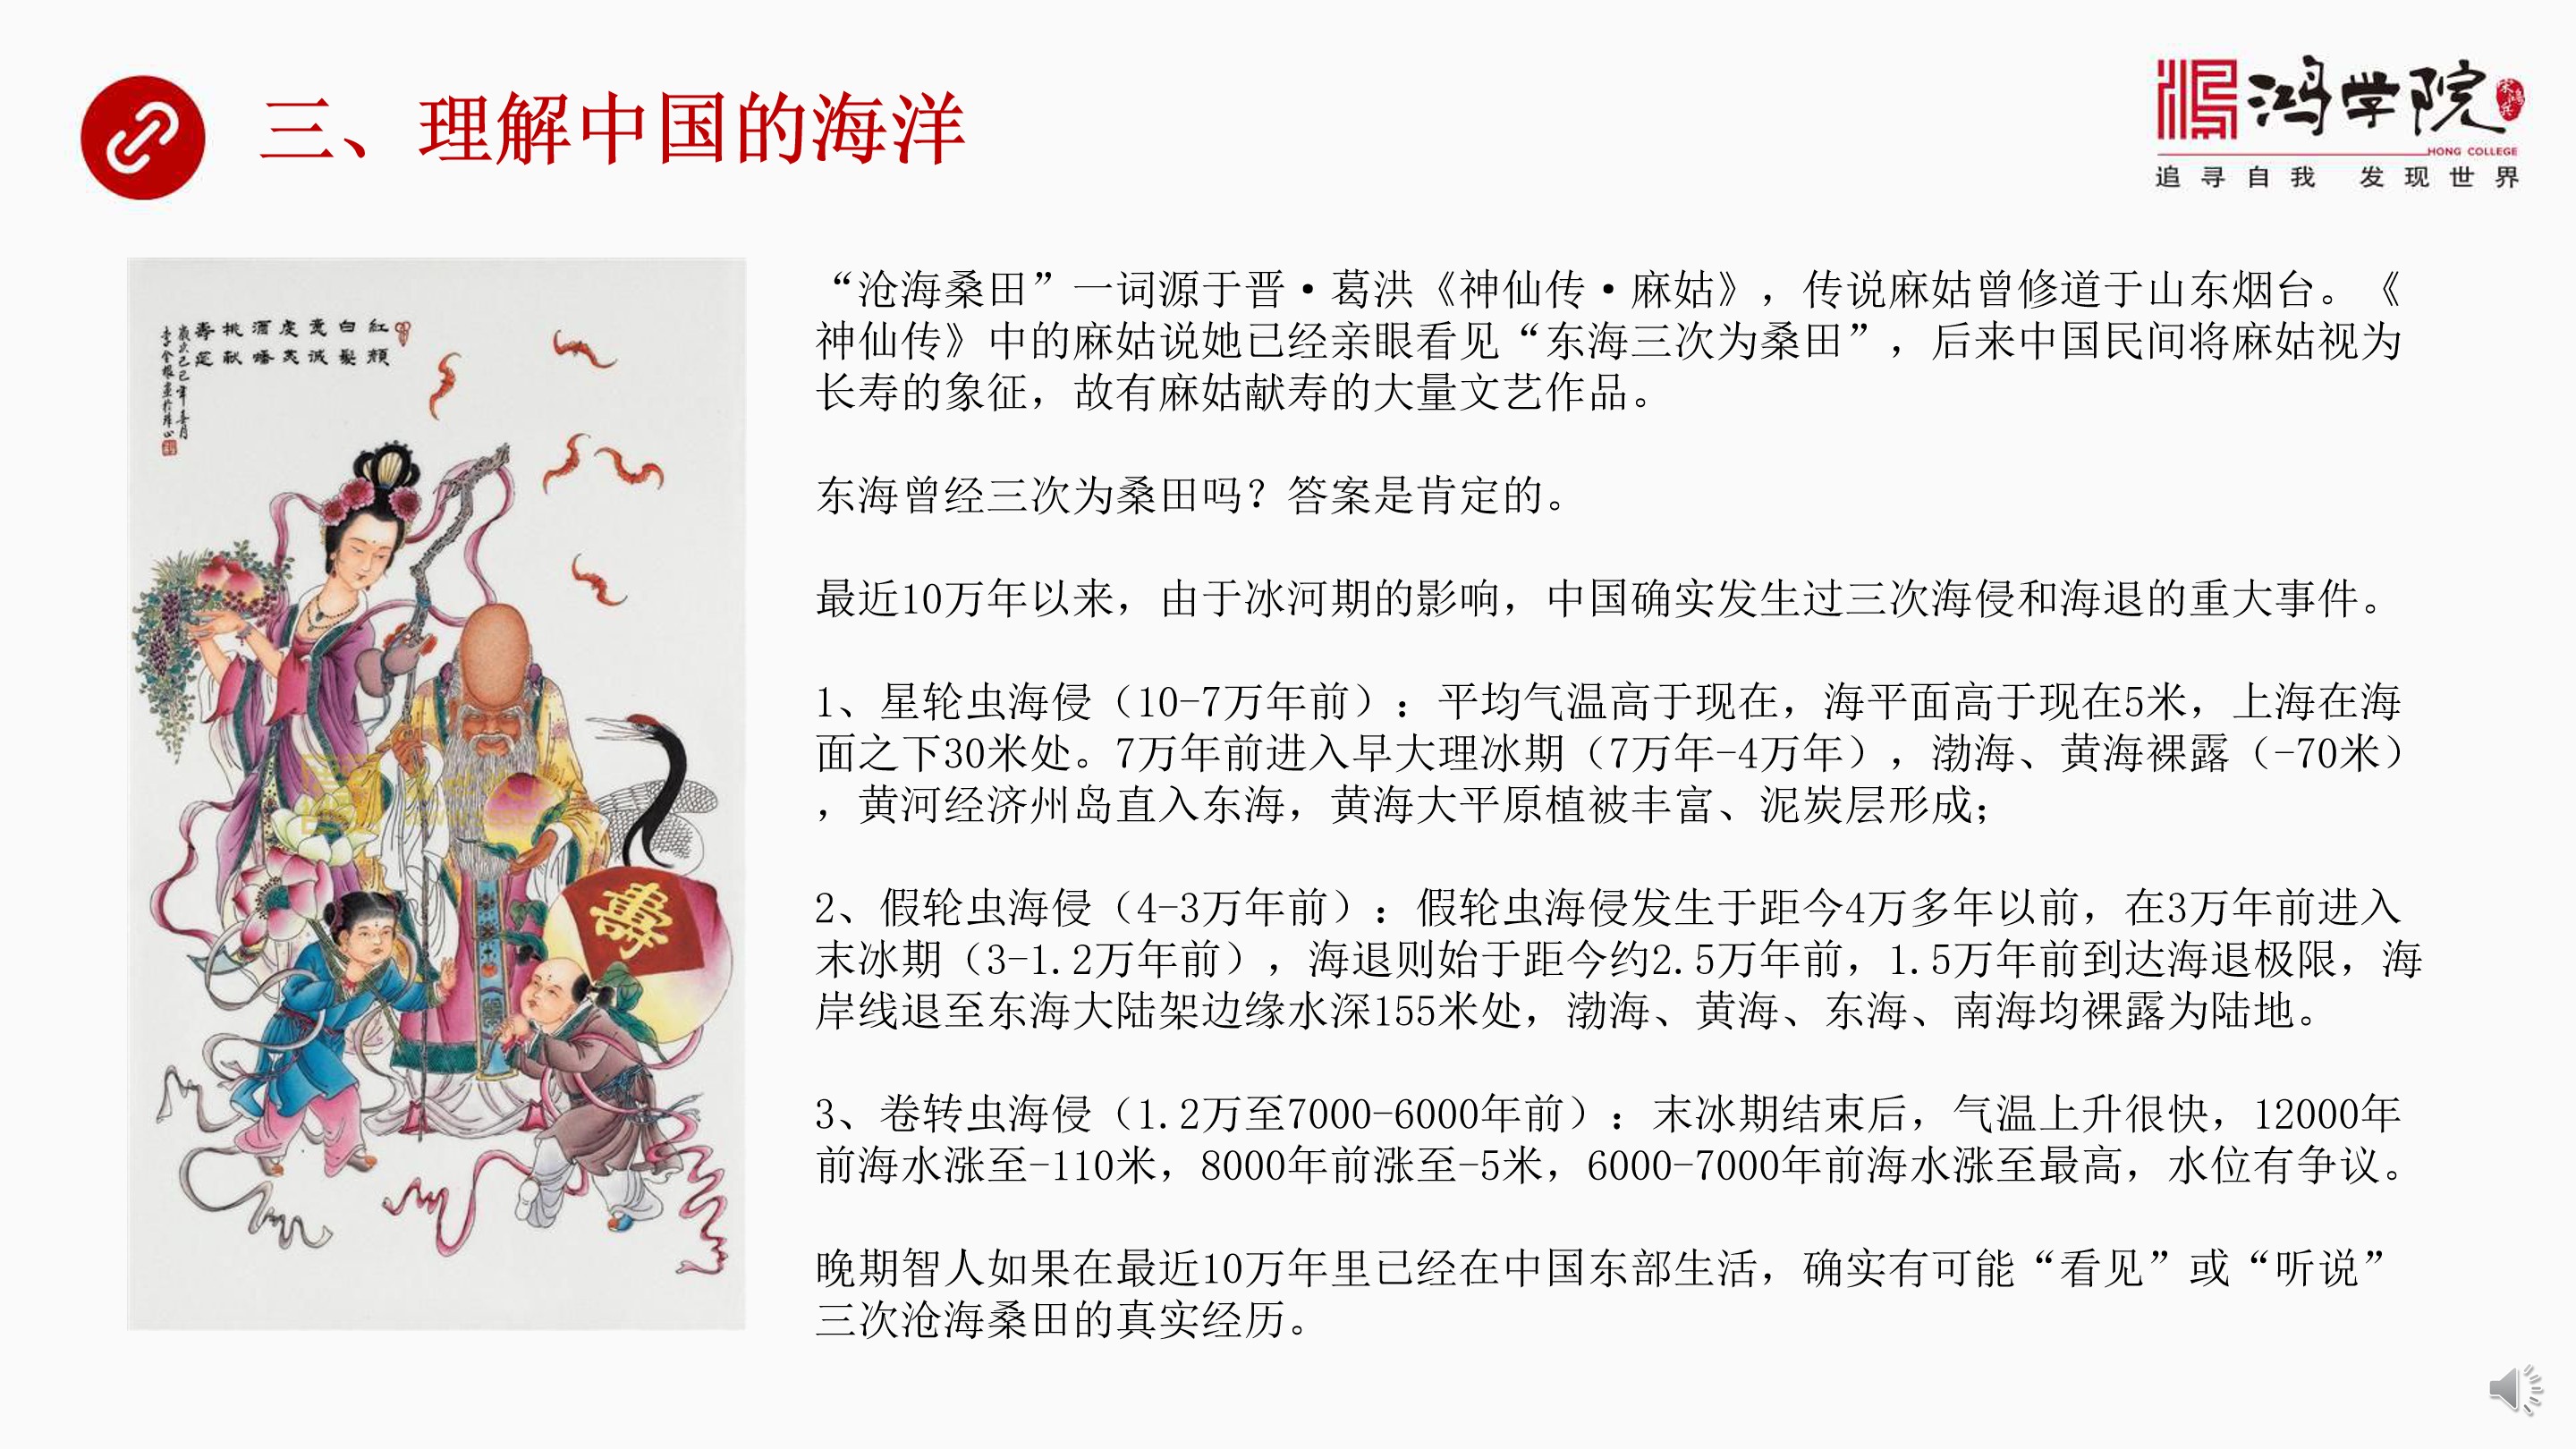 三、理解中国的海洋
鸿学院
HONG COLLEGE
追寻自我 发现世界
“沧海桑田”一词源于晋·葛洪《神仙传·麻姑》，传说麻姑曾修道于山东烟台。《
神仙传》中的麻姑说她已经亲眼看见“东海三次为桑田”，后来中国民间将麻姑视为
长寿的象征，故有麻姑献寿的大量文艺作品。
东海曾经三次为桑田吗？答案是肯定的。
最近10万年以来，由于冰河期的影响，中国确实发生过三次海侵和海退的重大事件。
1、星轮虫海侵（10-7万年前）：平均气温高于现在，海平面高于现在5米，上海在海
面之下30米处。7万年前进入早大理冰期（7万年-4万年），渤海、黄海裸露（-70米）
，黄河经济州岛直入东海，黄海大平原植被丰富、泥炭层形成；
2、假轮虫海侵（4-3万年前）：假轮虫海侵发生于距今4万多年以前，在3万年前进入
末冰期（3-1.2万年前），海退则始于距今约2.5万年前，1.5万年前到达海退极限，海
岸线退至东海大陆架边缘水深155米处，渤海、黄海、东海、南海均裸露为陆地。
3、卷转虫海侵（1.2万至7000-6000年前）：末冰期结束后，气温上升很快，12000年
前海水涨至-110米，8000年前涨至-5米，6000-7000年前海水涨至最高，水位有争议。
晚期智人如果在最近10万年里已经在中国东部生活，确实有可能“看见”或“听说”
三次沧海桑田的真实经历。
壽